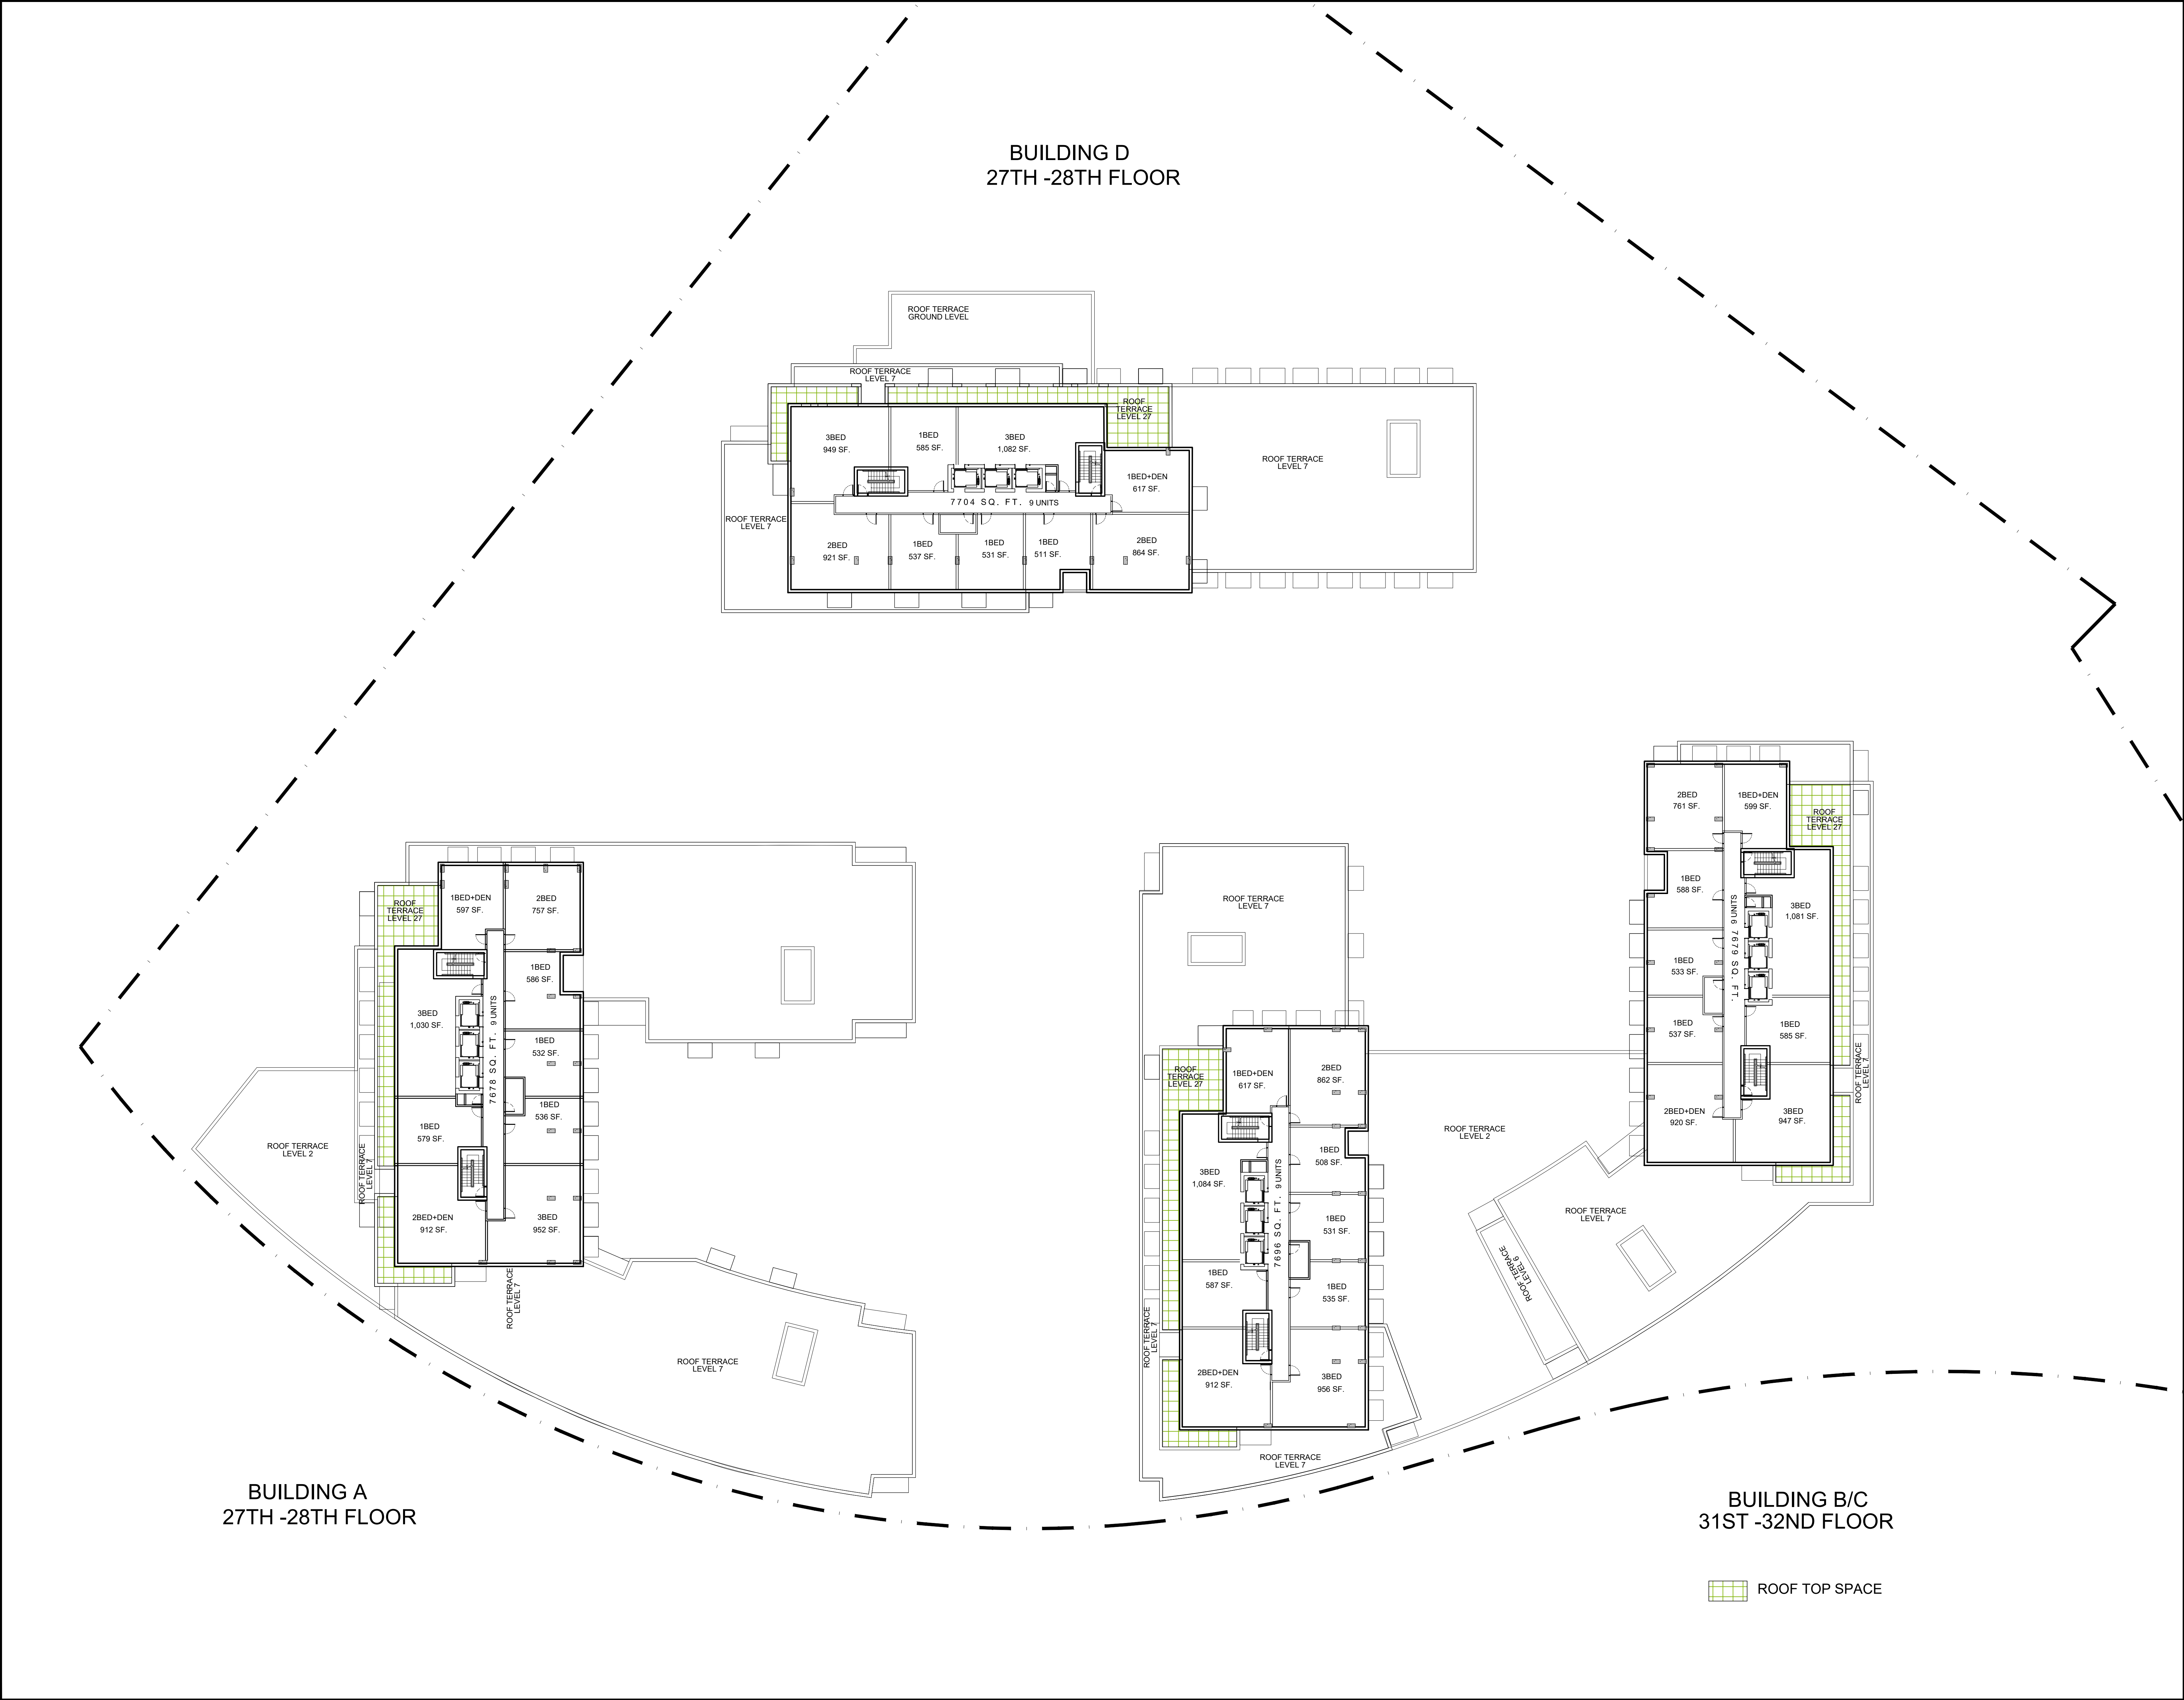 BUILDING D
27TH -28TH FLOOR
ROOF TERRACE
GROUND LEVEL
ROOF TERRACE
LEVEL 7
ROOF
TERRACE
LEVEL 27
3BED
949 SF.
1BED
585 SF.
3BED
1,082 SF.
1BED+DEN
617 SF.
7704 SQ. FT. 9 UNITS
ROOF TERRACE
LEVEL 7
ROOF TERRACE
LEVEL 7
2BED
921 SF.
1BED
537 SF.
1BED
531 SF.
1BED
511 SF.
2BED
864 SF.
ROOF
TERRACE
LEVEL 27
1BED+DEN
597 SF.
2BED
757 SF.
1BED
586 SF.
3BED
1,030 SF.
7678 SQ. FT. 9 UNITS
1BED
532 SF.
1BED
536 SF.
1BED
579 SF.
2BED+DEN
912 SF.
3BED
952 SF.
ROOF TERRACE
LEVEL 2
ROOF TERRACE
LEVEL 7
ROOF TERRACE
LEVEL 7
ROOF TERRACE
LEVEL 7
BUILDING A
27TH -28TH FLOOR
ROOF TERRACE
LEVEL 7
ROOF
TERRACE
LEVEL 27
1BED+DEN
617 SF.
2BED
862 SF.
1BED
508 SF.
3BED
1,084 SF.
7696 SQ. FT. 9 UNITS
1BED
531 SF.
1BED
587 SF.
1BED
535 SF.
2BED+DEN
912 SF.
3BED
956 SF.
ROOF TERRACE
LEVEL 7
ROOF TERRACE
LEVEL 7
ROOF TERRACE
LEVEL 2
2BED
761 SF.
1BED+DEN
599 SF.
ROOF
TERRACE
LEVEL 27
1BED
588 SF.
3BED
1,081 SF.
9 UNITS 7679 SQ. FT.
1BED
533 SF.
1BED
537 SF.
1BED
585 SF.
2BED+DEN
920 SF.
3BED
947 SF.
ROOF TERRACE
LEVEL 7
ROOF TERRACE
LEVEL 7
ROOF TERRACE
LEVEL 6
BUILDING B/C
31ST -32ND FLOOR
ROOF TOP SPACE